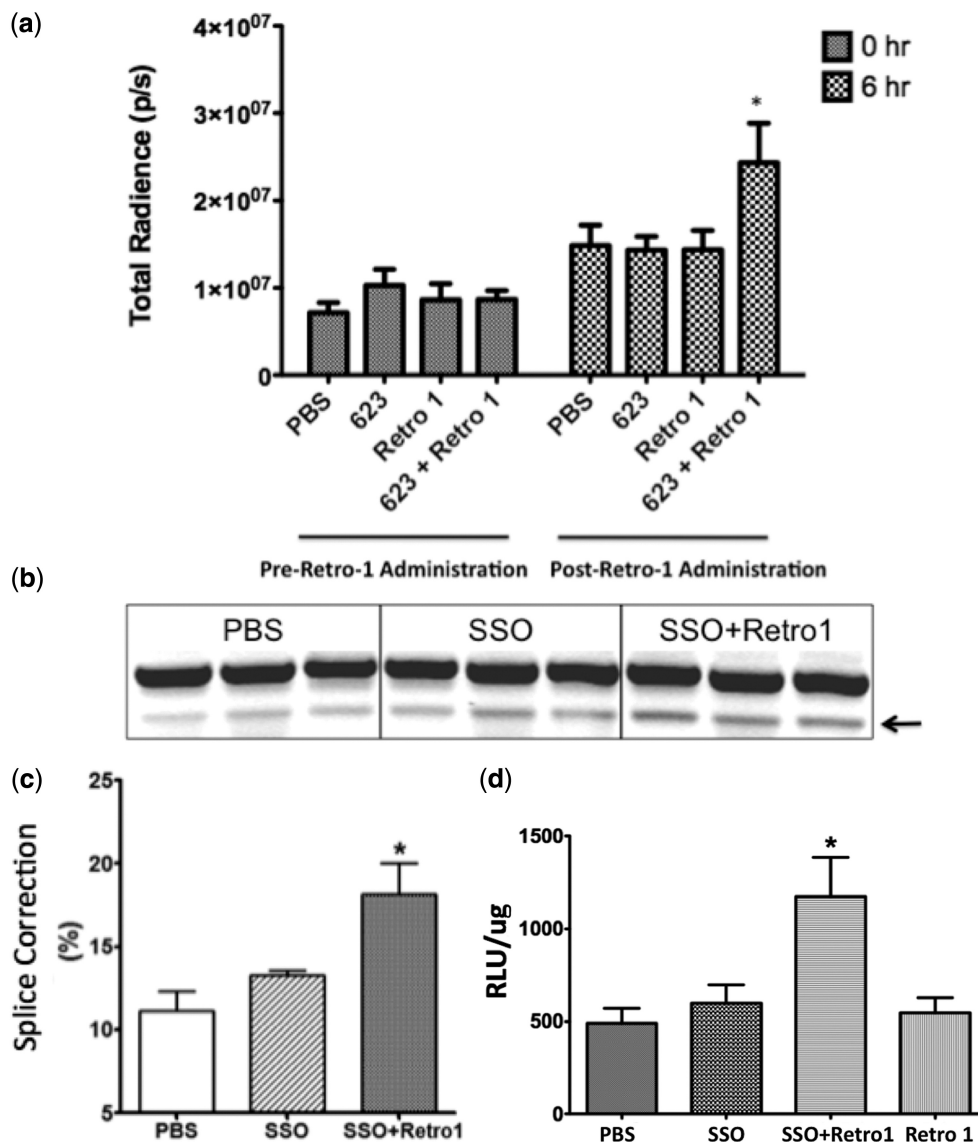 (a)
4×10⁰⁷
3×10⁰⁷
2×10⁰⁷
1×10⁰⁷
0
Total Radience (p/s)
0 hr
6 hr
*
PBS
623
Retro 1
623 + Retro 1
PBS
623
Retro 1
623 + Retro 1
Pre-Retro-1 Administration
Post-Retro-1 Administration
(b)
PBS
SSO
SSO+Retro1
(c)
25
20
15
10
5
Splice Correction
(%)
*
PBS
SSO
SSO+Retro1
(d)
1500
1000
500
0
RLU/ug
*
PBS
SSO
SSO+Retro1
Retro 1